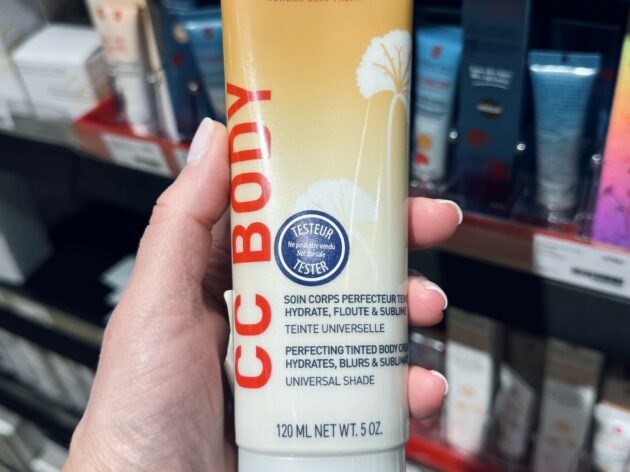 CC BODY
TESTEUR
Ne peut être vendu
Not for sale
TESTER
SOIN CORPS PERFECTEUR
HYDRATE, FLOUTE & SUBLIME
TEINTE UNIVERSELLE
PERFECTING TINTED BODY
HYDRATES, BLURS &
UNIVERSAL SHADE
120 ML NET WT. 5 OZ.